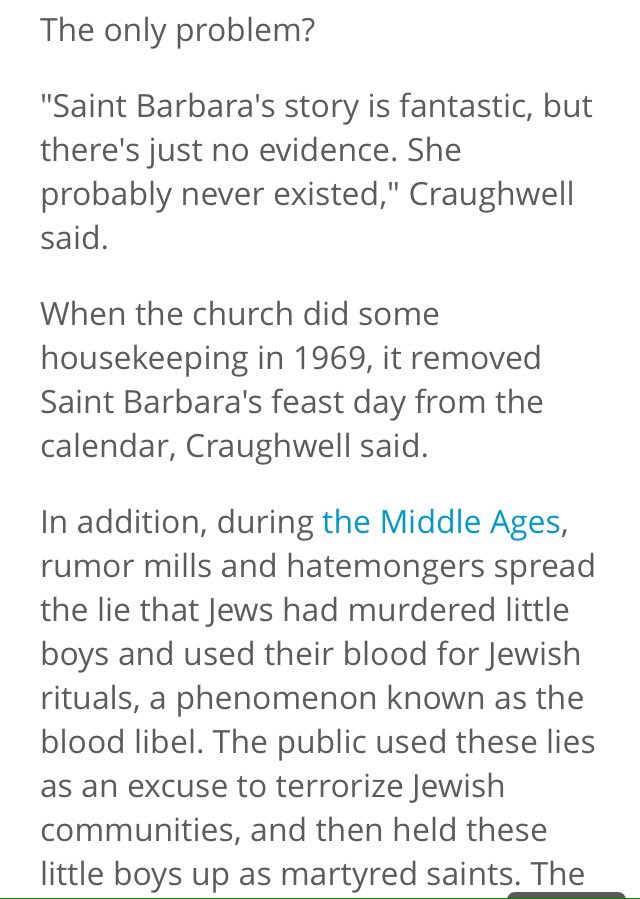 The only problem?
"Saint Barbara's story is fantastic, but
there's just no evidence. She
probably never existed," Craughwell
said.
When the church did some
housekeeping in 1969, it removed
Saint Barbara's feast day from the
calendar, Craughwell said.
In addition, during the Middle Ages,
rumor mills and hatemongers spread
the lie that Jews had murdered little
boys and used their blood for Jewish
rituals, a phenomenon known as the
blood libel. The public used these lies
as an excuse to terrorize Jewish
communities, and then held these
little boys up as martyred saints. The